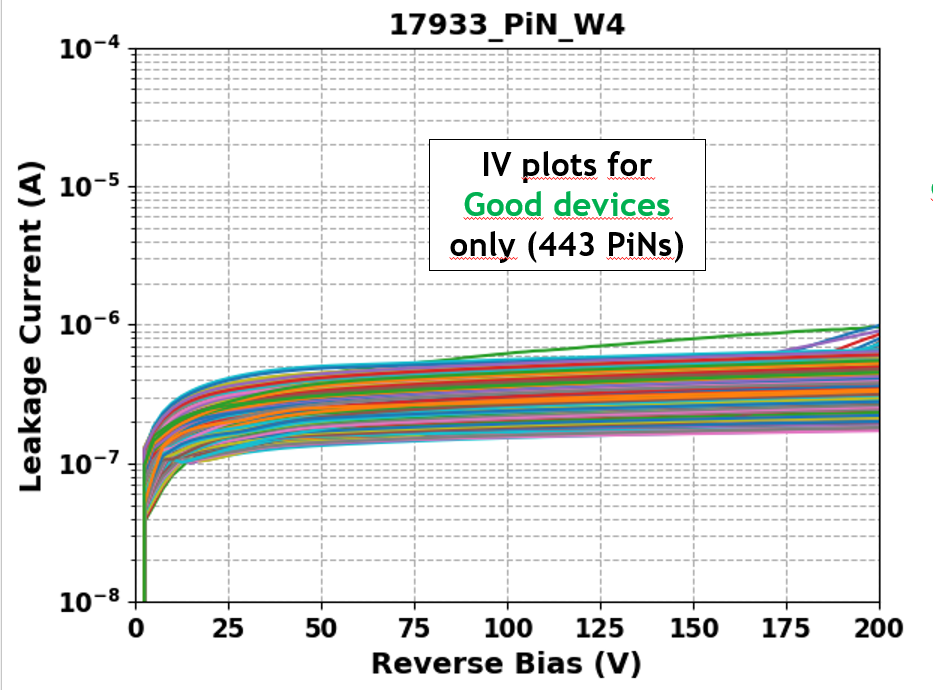 17933_PiN_W4
10⁻⁴
10⁻⁵
10⁻⁶
10⁻⁷
10⁻⁸
Leakage Current (A)
IV plots for
Good devices
only (443 PiNs)
0 25 50 75 100 125 150 175 200
Reverse Bias (V)